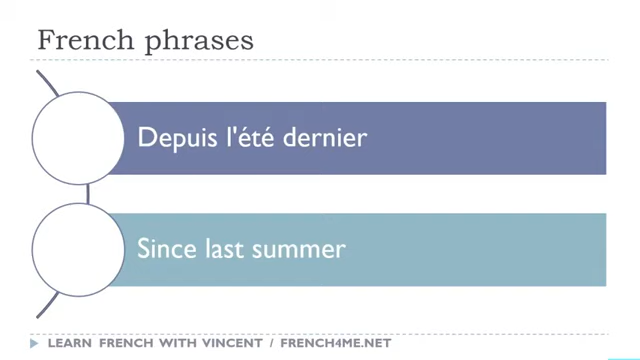 French phrases
Depuis l'été dernier
Since last summer
LEARN FRENCH WITH VINCENT / FRENCH4ME.NET